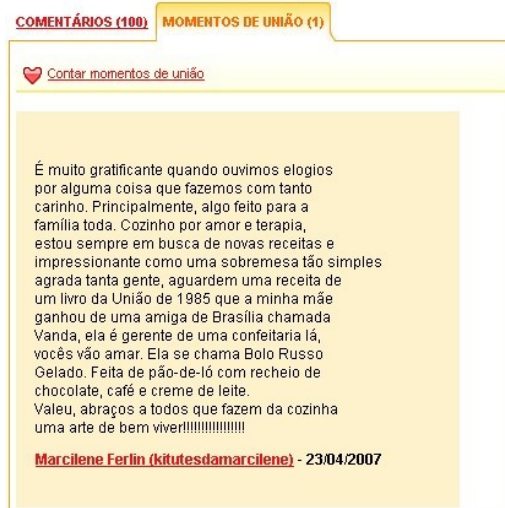 COMENTÁRIOS (100) MOMENTOS DE UNIÃO (1)
Contar momentos de união
É muito gratificante quando ouvimos elogios
por alguma coisa que fazemos com tanto
carinho. Principalmente, algo feito para a
família toda. Cozinho por amor e terapia,
estou sempre em busca de novas receitas e
impressionante como uma sobremesa tão simples
agrada tanta gente, aguardem uma receita de
um livro da União de 1985 que a minha mãe
ganhou de uma amiga de Brasília chamada
Vanda, ela é gerente de uma confeitaria lá,
vocês vão amar. Ela se chama Bolo Russo
Gelado. Feita de pão-de-ló com recheio de
chocolate, café e creme de leite.
Valeu, abraços a todos que fazem da cozinha
uma arte de bem viver!!!!!!!!!!!!!!!!!
Marcilene Ferlin (kitutesdamarcilene) - 23/04/2007